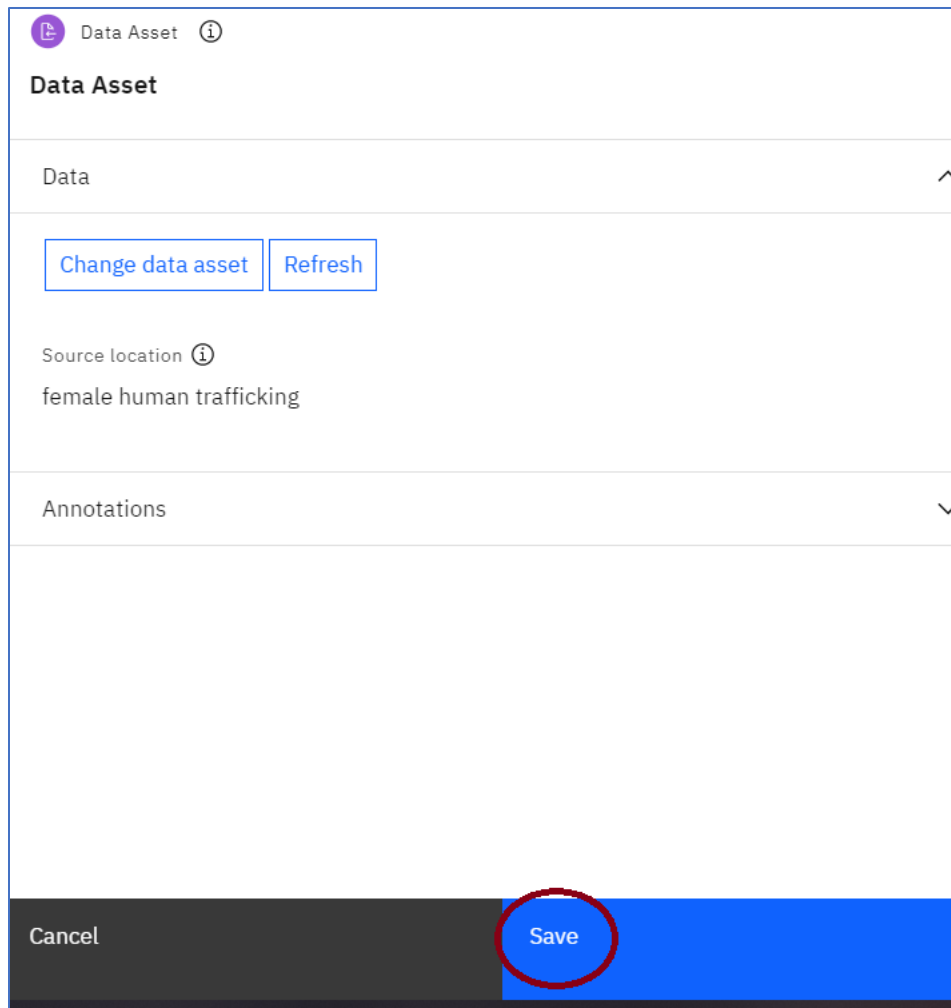 Data Asset
Data Asset
Data
Change data asset Refresh
Source location
female human trafficking
Annotations
Cancel Save